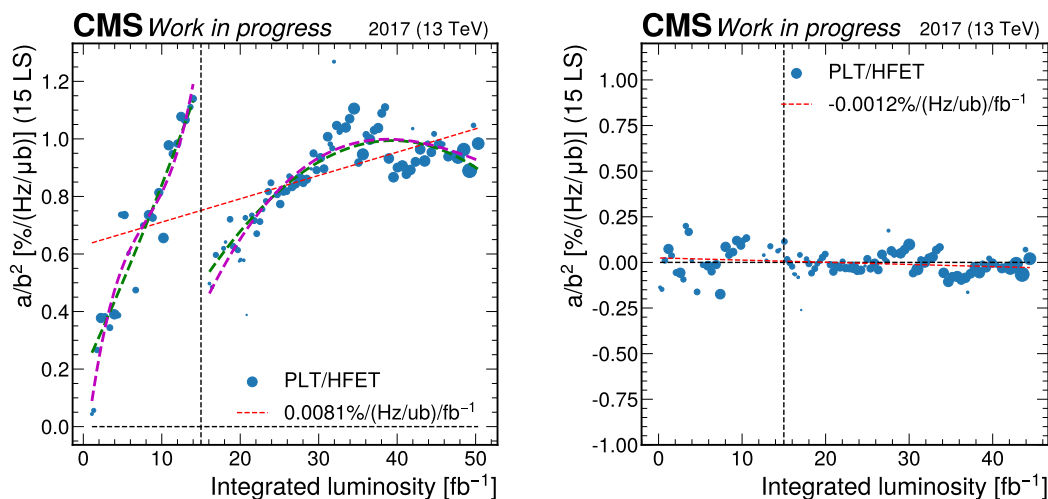 CMS Work in progress 2017 (13 TeV)
a/b² [%/(Hz/μb)] (15 LS)
1.2
1.0
0.8
0.6
0.4
0.2
0.0
PLT/HFET
0.0081%/(Hz/ub)/fb⁻¹
0 10 20 30 40 50
Integrated luminosity [fb⁻¹]
CMS Work in progress 2017 (13 TeV)
a/b² [%/(Hz/μb)] (15 LS)
1.00
0.75
0.50
0.25
0.00
-0.25
-0.50
-0.75
-1.00
PLT/HFET
-0.0012%/(Hz/ub)/fb⁻¹
0 10 20 30 40
Integrated luminosity [fb⁻¹]